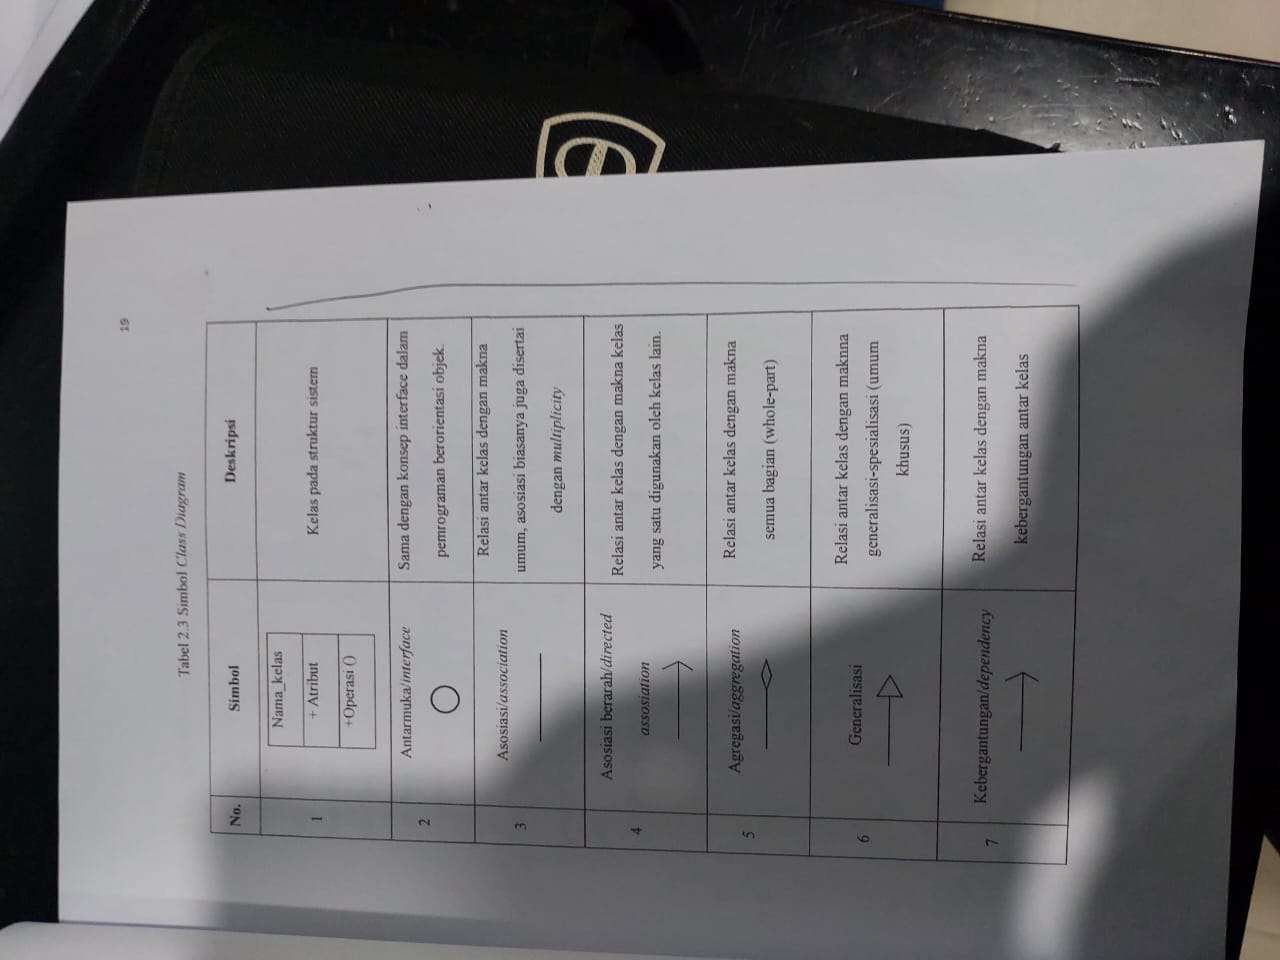 19
Tabel 2.3 Simbol Class Diagram
No.
Simbol
Deskripsi
1
Nama_kelas
+ Atribut
+Operasi ()
Kelas pada struktur sistem
2
Antarmuka/interface
Sama dengan konsep interface dalam
pemrograman berorientasi objek.
3
Asosiasi/association
Relasi antar kelas dengan makna
umum, asosiasi biasanya juga disertai
dengan multiplicity
4
Asosiasi berarah/directed
assosiation
Relasi antar kelas dengan makna kelas
yang satu digunakan oleh kelas lain.
5
Agregasi/aggregation
Relasi antar kelas dengan makna
semua bagian (whole-part)
6
Generalisasi
Relasi antar kelas dengan maknna
generalisasi-spesialisasi (umum
khusus)
7
Kebergantungan/dependency
Relasi antar kelas dengan makna
kebergantungan antar kelas